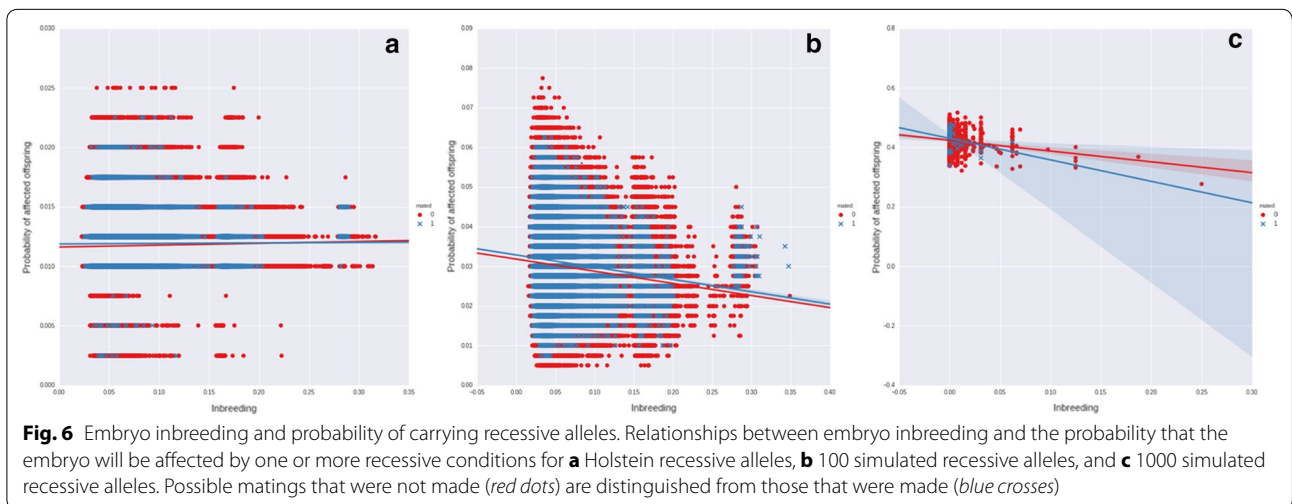 a
0.030
0.025
0.020
0.015
0.010
0.005
0.000
Probability of affected offspring
0.00 0.05 0.10 0.15 0.20 0.25 0.30 0.35
Inbreeding
mated
0
1
b
0.09
0.08
0.07
0.06
0.05
0.04
0.03
0.02
0.01
0.00
Probability of affected offspring
−0.05 0.00 0.05 0.10 0.15 0.20 0.25 0.30 0.35 0.40
Inbreeding
mated
0
1
c
0.8
0.6
0.4
0.2
0.0
−0.2
−0.4
Probability of affected offspring
−0.05 0.00 0.05 0.10 0.15 0.20 0.25 0.30
Inbreeding
mated
0
1
Fig. 6 Embryo inbreeding and probability of carrying recessive alleles. Relationships between embryo inbreeding and the probability that the
embryo will be affected by one or more recessive conditions for a Holstein recessive alleles, b 100 simulated recessive alleles, and c 1000 simulated
recessive alleles. Possible matings that were not made (red dots) are distinguished from those that were made (blue crosses)